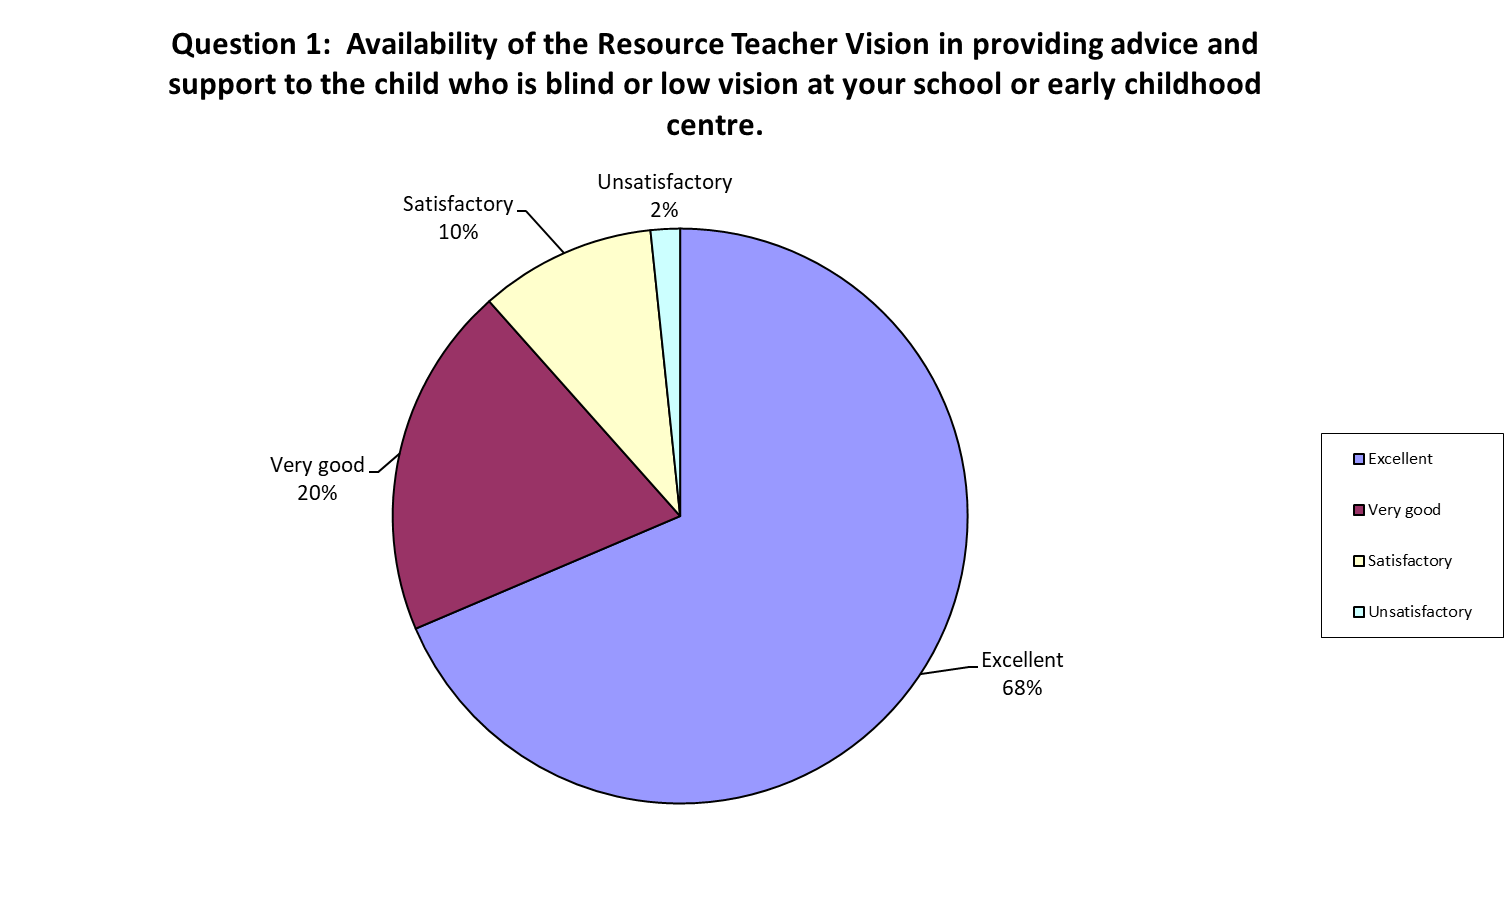 Question 1:  Availability of the Resource Teacher Vision in providing advice and
support to the child who is blind or low vision at your school or early childhood
centre.
Unsatisfactory
2%
Satisfactory
10%
Very good
20%
Excellent
68%
Excellent
Very good
Satisfactory
Unsatisfactory